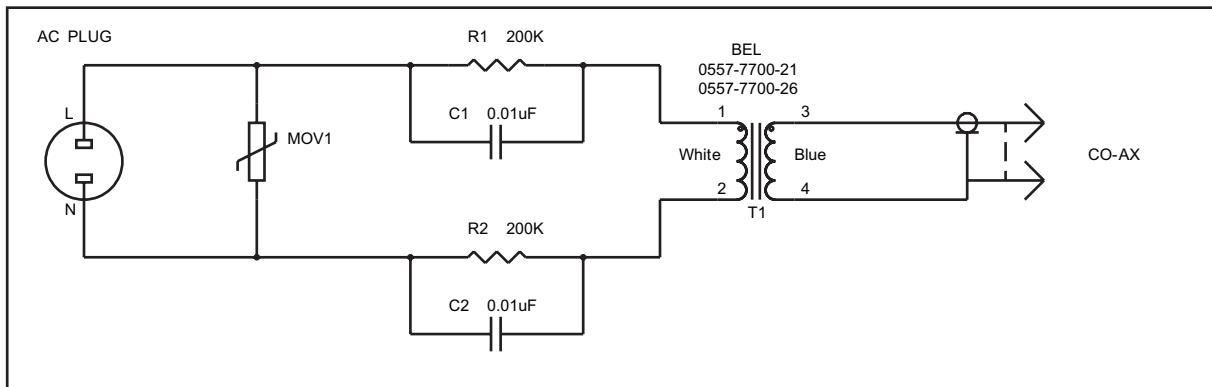 AC PLUG
R1 200K
BEL
0557-7700-21
0557-7700-26
L
C1 0.01uF
1
3
MOV1
White
Blue
CO-AX
N
2
4
T1
R2 200K
C2 0.01uF